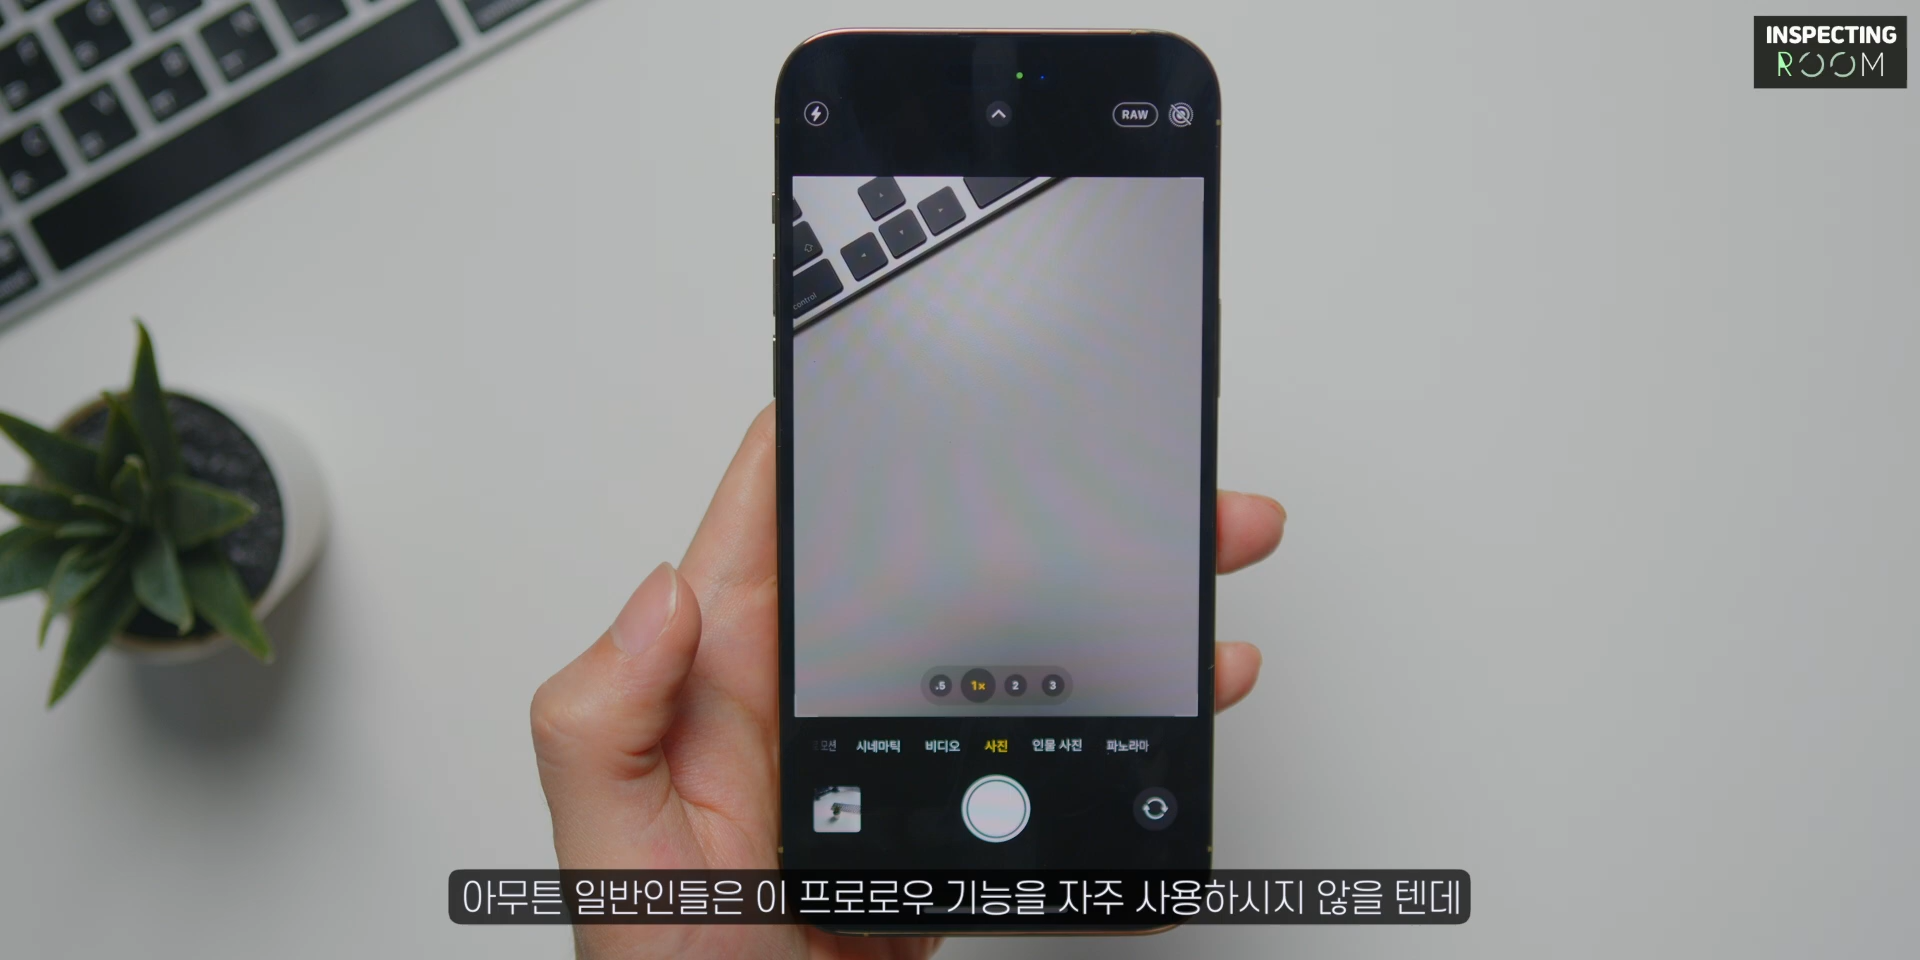 INSPECTING
ROOM
RAW
control
.5 1× 2 3
시네마틱 비디오 사진 인물 사진 파노라마
아무튼 일반인들은 이 프로로우 기능을 자주 사용하시지 않을 텐데